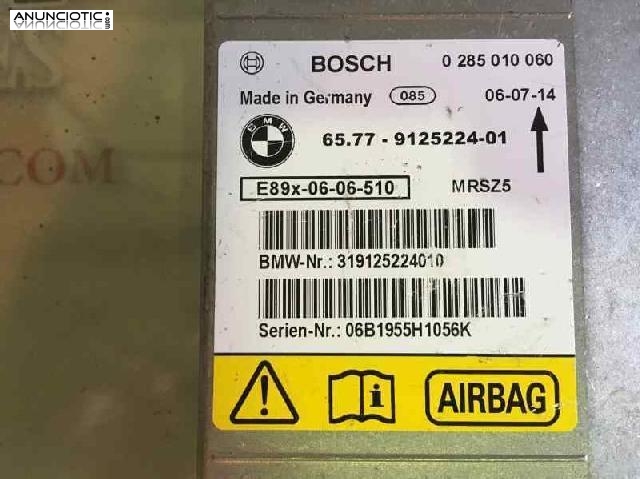 ANUNCIOTIC
BOSCH 0 285 010 060
Made in Germany 085 06-07-14
BMW 65.77 - 9125224-01
E89x-06-06-510 MRSZ5
BMW-Nr.: 319125224010
Serien-Nr.: 06B1955H1056K
AIRBAG
.COM